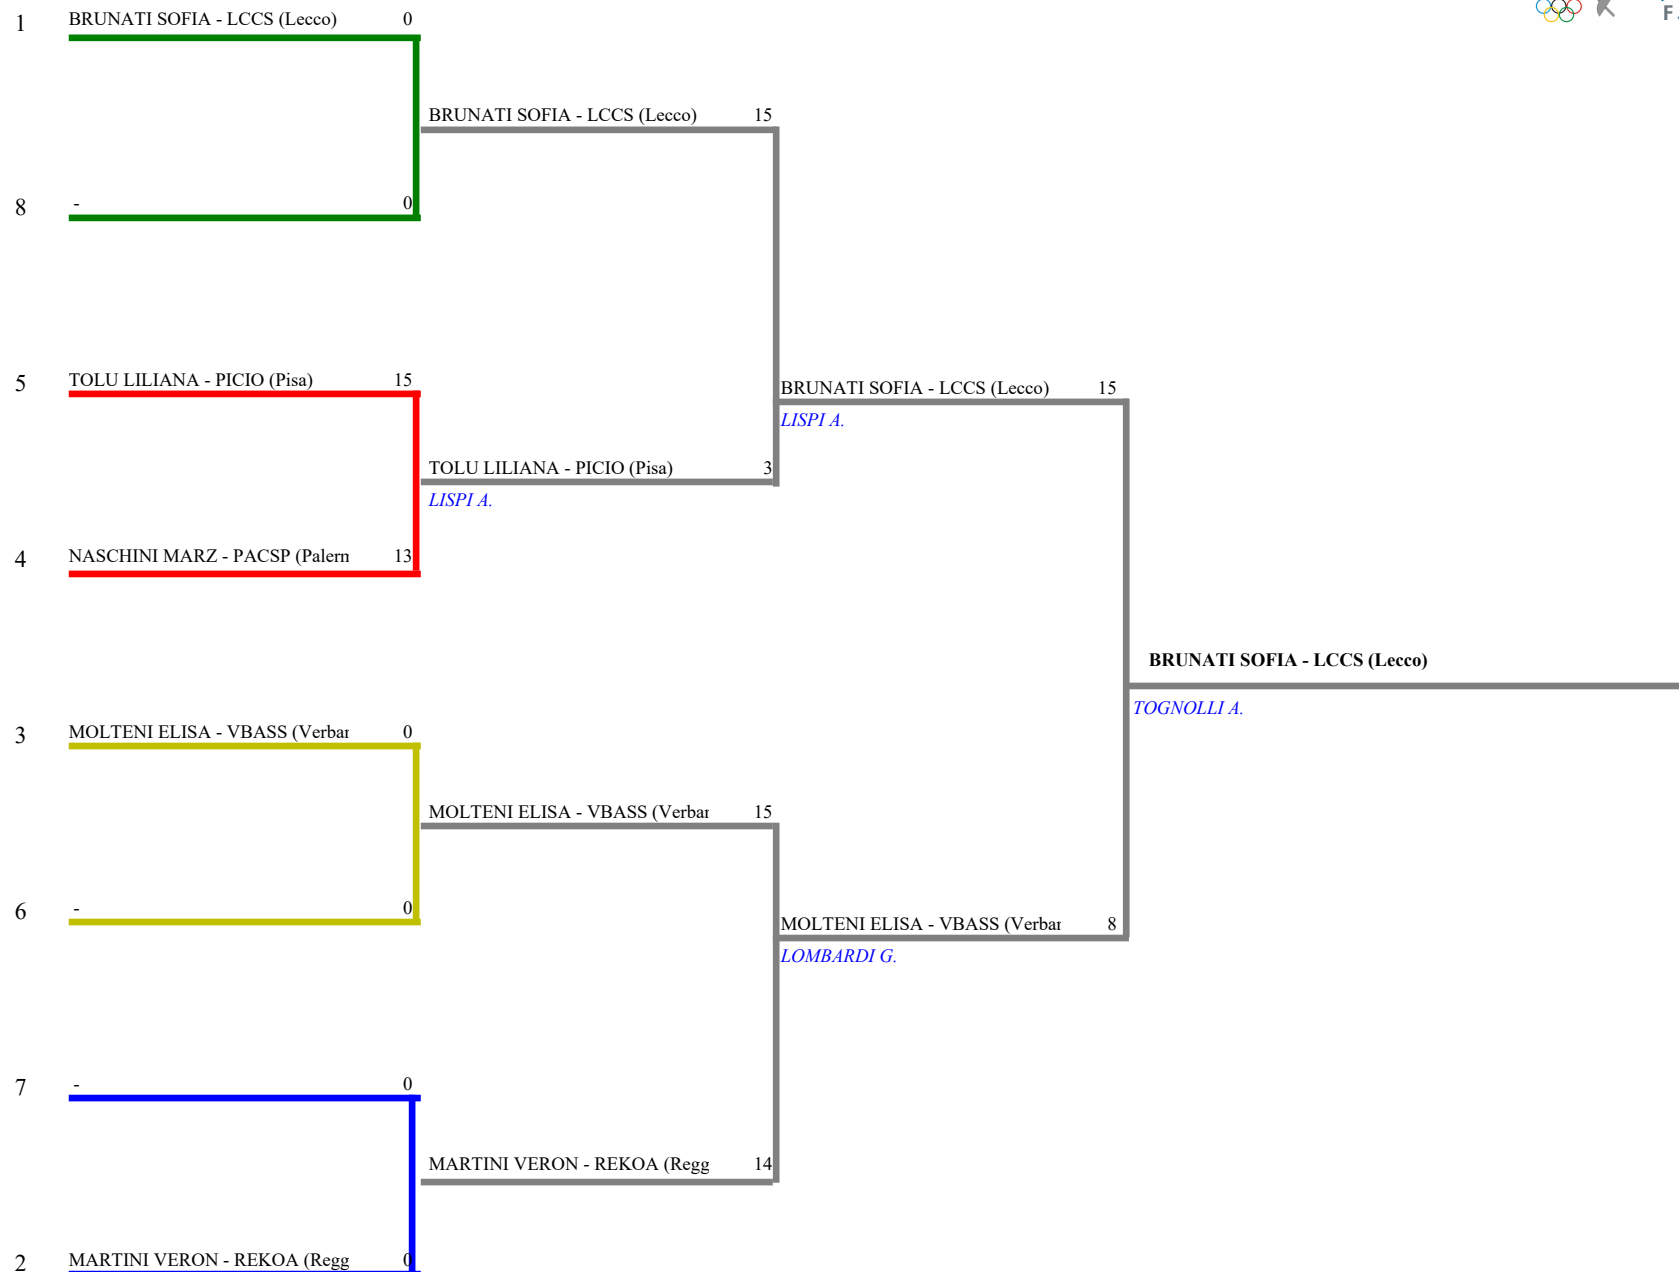 1 BRUNATI SOFIA - LCCS (Lecco) 0
F
BRUNATI SOFIA - LCCS (Lecco) 15
8 - 0
5 TOLU LILIANA - PICIO (Pisa) 15
BRUNATI SOFIA - LCCS (Lecco) 15
LISPI A.
TOLU LILIANA - PICIO (Pisa) 3
LISPI A.
4 NASCHINI MARZ - PACSP (Palern 13
BRUNATI SOFIA - LCCS (Lecco)
TOGNOLLI A.
3 MOLTENI ELISA - VBASS (Verbar 0
MOLTENI ELISA - VBASS (Verbar 15
6 - 0
MOLTENI ELISA - VBASS (Verbar 8
LOMBARDI G.
7 - 0
MARTINI VERON - REKOA (Regg 14
2 MARTINI VERON - REKOA (Regg 0